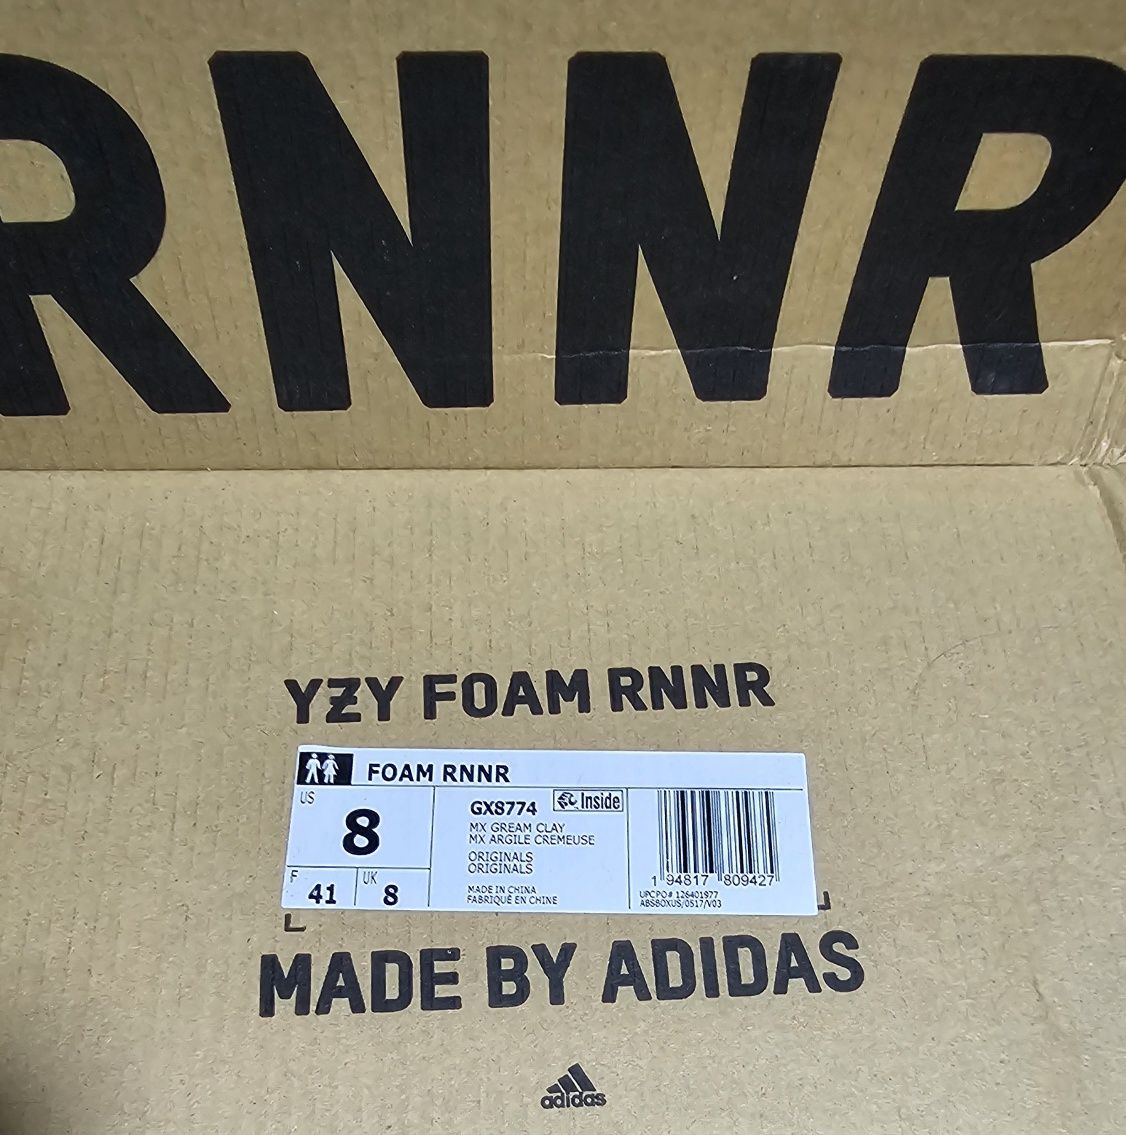 RNNR
YZY FOAM RNNR
FOAM RNNR
US
8
F
41
UK
8
GX8774
Inside
MX GREAM CLAY
MX ARGILE CREMEUSE
ORIGINALS
ORIGINALS
MADE IN CHINA
FABRIQUÉ EN CHINE
1 94817 809427
UPCPO# 126401977
ABSBOXUS/0517/V03
MADE BY ADIDAS
adidas